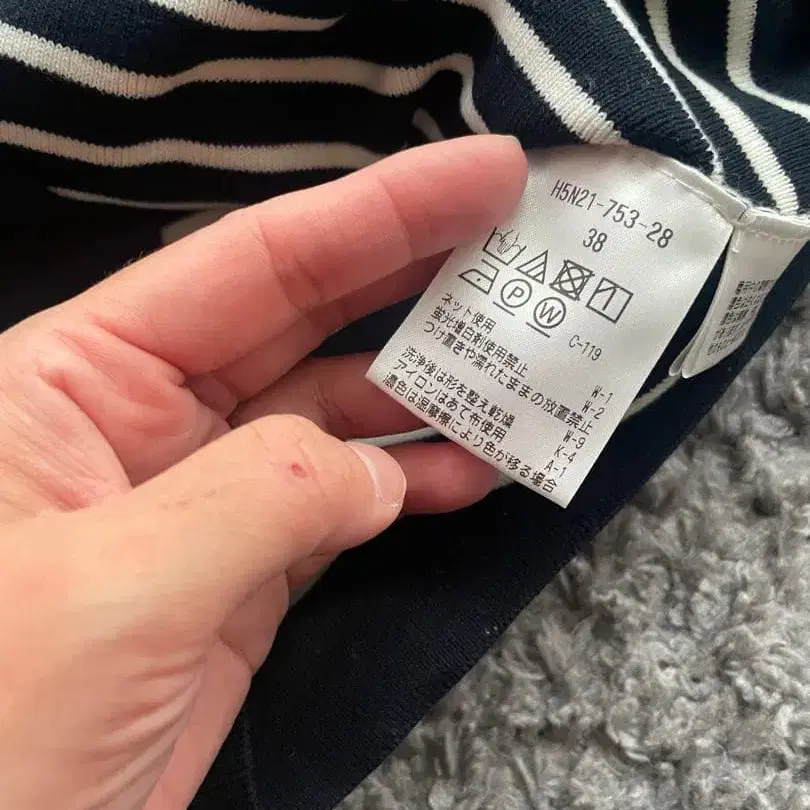 H5N21-753-28
38
P W
C-119
ネット使用 W-1
蛍光増白剤使用禁止 W-2
つけ置きや濡れたままの放置禁止
洗浄後は形を整え乾燥 W-9
アイロンはあて布使用 K-4
濃色は湿摩擦により色が移る場合 A-1